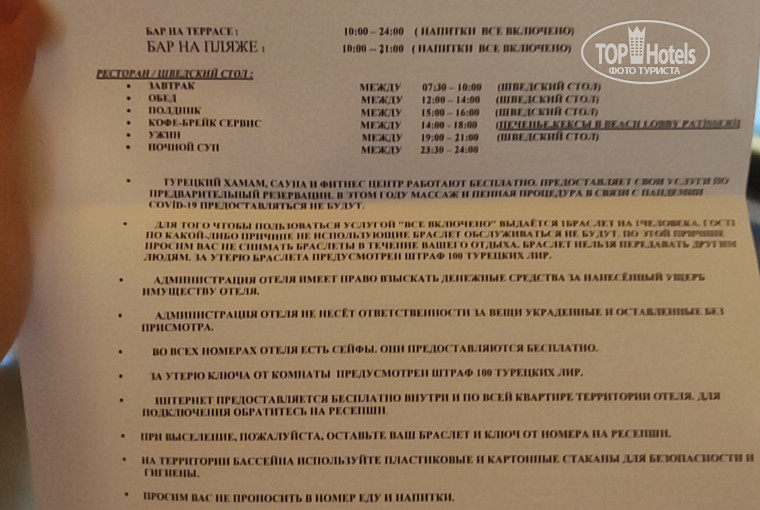 БАР НА ТЕРРАСЕ : 10:00 – 24:00 ( НАПИТКИ ВСЕ ВКЛЮЧЕНО)
БАР НА ПЛЯЖЕ : 10:00 – 21:00 ( НАПИТКИ ВСЕ ВКЛЮЧЕНО)
TOP Hotels
ФОТО ТУРИСТА
РЕСТОРАН / ШВЕДСКИЙ СТОЛ :
• ЗАВТРАК МЕЖДУ 07:30 – 10:00 (ШВЕДСКИЙ СТОЛ)
• ОБЕД МЕЖДУ 12:00 – 14:00 (ШВЕДСКИЙ СТОЛ)
• ПОЛДНИК МЕЖДУ 15:00 – 16:00 (ШВЕДСКИЙ СТОЛ)
• КОФЕ-БРЕЙК СЕРВИС МЕЖДУ 14:00 - 18:00 (ПЕЧЕНЬЕ,КЕКСЫ В BEACH LOBBY PATISSERIE
• УЖИН МЕЖДУ 19:00 – 21:00 (ШВЕДСКИЙ СТОЛ)
• НОЧНОЙ СУП МЕЖДУ 23:30 – 24:00
• ТУРЕЦКИЙ ХАМАМ, САУНА И ФИТНЕС ЦЕНТР РАБОТАЮТ БЕСПЛАТНО. ПРЕДОСТАВЛЯЕТ СВОИ УСЛУГИ ПО
ПРЕДВАРИТЕЛЬНЫЙ РЕЗЕРВАЦИИ. В ЭТОМ ГОДУ МАССАЖ И ПЕННАЯ ПРОЦЕДУРА В СВЯЗИ С ПАНДЕМИИ
COVİD-19 ПРЕДОСТАВЛЯТЬСЯ НЕ БУДУТ.
• ДЛЯ ТОГО ЧТОБЫ ПОЛЬЗОВАТЬСЯ УСЛУГОЙ "ВСЕ ВКЛЮЧЕНО" ВЫДАЁТСЯ 1БРАСЛЕТ НА 1ЧЕЛОВЕКА. ГОСТИ
ПО КАКОЙ-ЛИБО ПРИЧИНЕ НЕ ИСПОЛЬЗУЮЩИЕ БРАСЛЕТ ОБСЛУЖИВАТЬСЯ НЕ БУДУТ. ПО ЭТОЙ ПРИЧИНЕ
ПРОСИМ ВАС НЕ СНИМАТЬ БРАСЛЕТЫ В ТЕЧЕНИЕ ВАШЕГО ОТДЫХА. БРАСЛЕТ НЕЛЬЗЯ ПЕРЕДАВАТЬ ДРУГИМ
ЛЮДЯМ. ЗА УТЕРЮ БРАСЛЕТА ПРЕДУСМОТРЕН ШТРАФ 100 ТУРЕЦКИХ ЛИР.
• АДМИНИСТРАЦИЯ ОТЕЛЯ ИМЕЕТ ПРАВО ВЗЫСКАТЬ ДЕНЕЖНЫЕ СРЕДСТВА ЗА НАНЕСЁННЫЙ УЩЕРБ
ИМУЩЕСТВУ ОТЕЛЯ.
• АДМИНИСТРАЦИЯ ОТЕЛЯ НЕ НЕСЁТ ОТВЕТСТВЕННОСТИ ЗА ВЕЩИ УКРАДЕННЫЕ И ОСТАВЛЕННЫЕ БЕЗ
ПРИСМОТРА.
• ВО ВСЕХ НОМЕРАХ ОТЕЛЯ ЕСТЬ СЕЙФЫ. ОНИ ПРЕДОСТАВЛЯЮТСЯ БЕСПЛАТНО.
• ЗА УТЕРЮ КЛЮЧА ОТ КОМНАТЫ ПРЕДУСМОТРЕН ШТРАФ 100 ТУРЕЦКИХ ЛИР.
• ИНТЕРНЕТ ПРЕДОСТАВЛЯЕТСЯ БЕСПЛАТНО ВНУТРИ И ПО ВСЕЙ КВАРТИРЕ ТЕРРИТОРИИ ОТЕЛЯ. ДЛЯ
ПОДКЛЮЧЕНИЯ ОБРАТИТЕСЬ НА РЕСЕПШН.
• ПРИ ВЫСЕЛЕНИЕ, ПОЖАЛУЙСТА, ОСТАВЬТЕ ВАШ БРАСЛЕТ И КЛЮЧ ОТ НОМЕРА НА РЕСЕПШН.
• НА ТЕРРИТОРИИ БАССЕЙНА ИСПОЛЬЗУЙТЕ ПЛАСТИКОВЫЕ И КАРТОННЫЕ СТАКАНЫ ДЛЯ БЕЗОПАСНОСТИ И
ГИГИЕНЫ.
• ПРОСИМ ВАС НЕ ПРОНОСИТЬ В НОМЕР ЕДУ И НАПИТКИ.